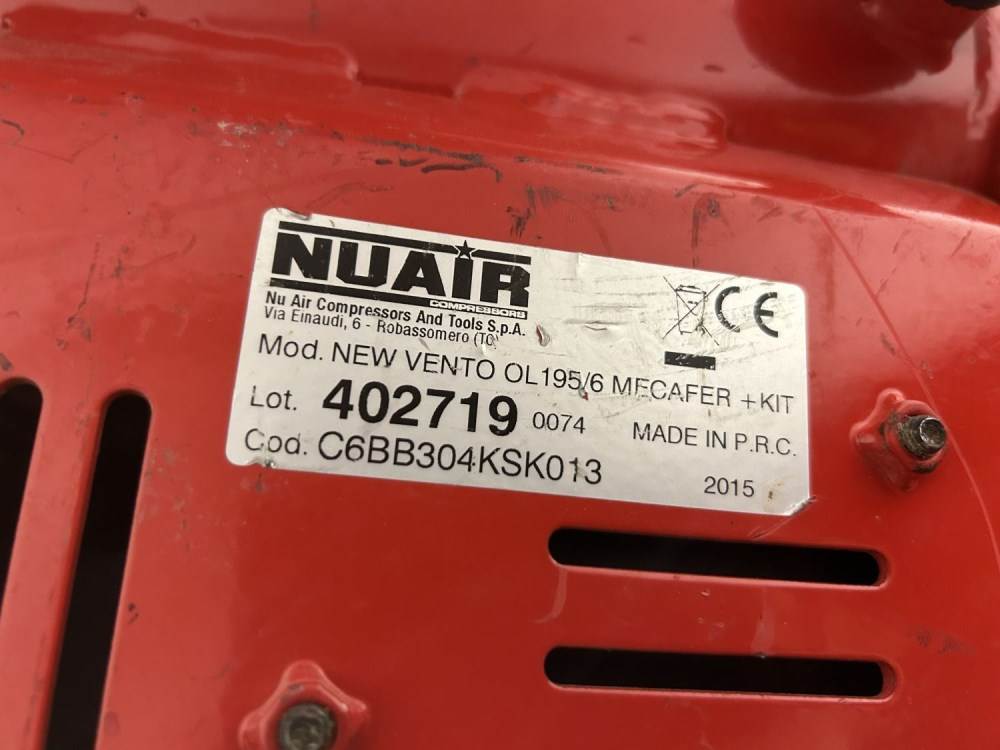 NUAIR
COMPRESSORS
Nu Air Compressors And Tools S.p.A.
Via Einaudi, 6 - Robassomero (TO)
Mod. NEW VENTO OL195/6 MECAFER +KIT
Lot. 402719 0074 MADE IN P.R.C.
Cod. C6BB304KSK013 2015
CE